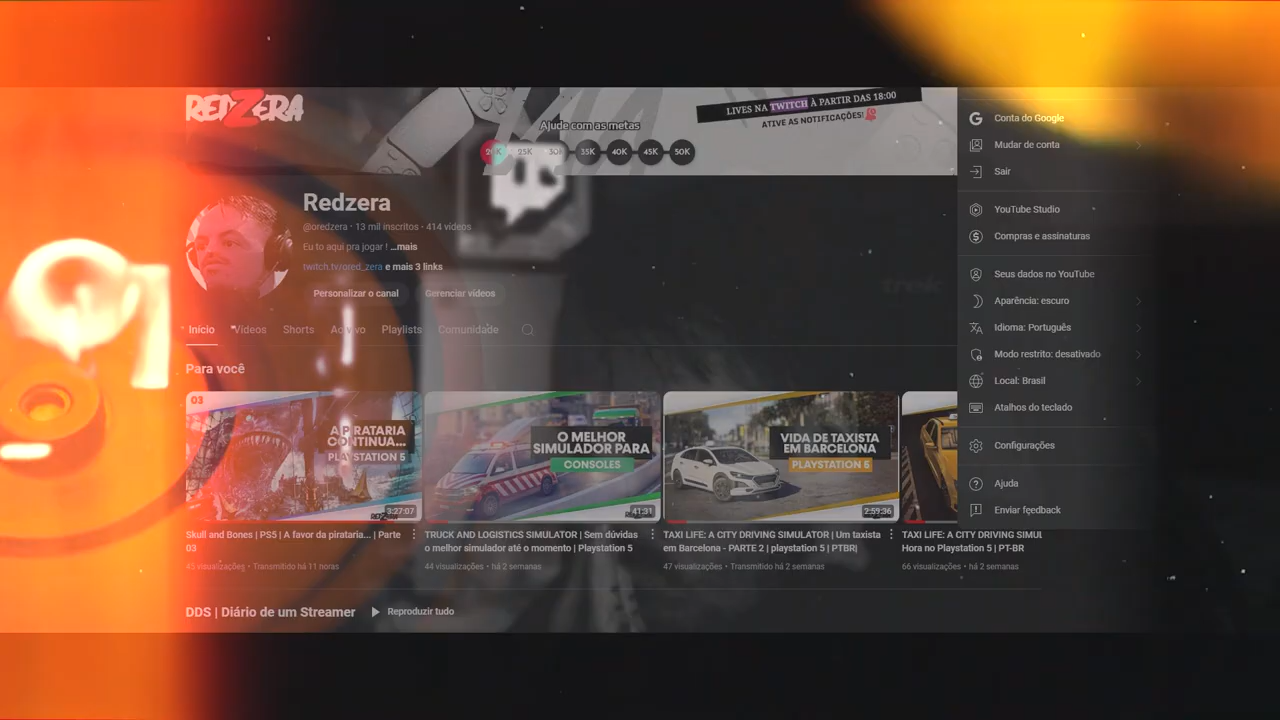 REDZERA
LIVES NA TWITCH À PARTIR DAS 18:00
ATIVE AS NOTIFICAÇÕES!
Ajude com as metas
20K 25K 30K 35K 40K 45K 50K
Redzera
@oredzera · 13 mil inscritos · 414 vídeos
Eu to aqui pra jogar ! ...mais
twitch.tv/ored_zera e mais 3 links
Personalizar o canal Gerenciar vídeos
Início Vídeos Shorts Ao vivo Playlists Comunidade
Para você
03
A PIRATARIA
CONTINUA...
PLAYSTATION 5
3:27:07
O MELHOR
SIMULADOR PARA
CONSOLES
41:31
VIDA DE TAXISTA
EM BARCELONA
PLAYSTATION 5
2:59:36
Skull and Bones | PS5 | A favor da pirataria... | Parte
03
45 visualizações · Transmitido há 11 horas
TRUCK AND LOGISTICS SIMULATOR | Sem dúvidas
o melhor simulador até o momento | Playstation 5
44 visualizações · há 2 semanas
TAXI LIFE: A CITY DRIVING SIMULATOR | Um taxista
em Barcelona - PARTE 2 | playstation 5 | PTBR|
47 visualizações · Transmitido há 2 semanas
TAXI LIFE: A CITY DRIVING SIMUL
Hora no Playstation 5 | PT-BR
66 visualizações · há 2 semanas
DDS | Diário de um Streamer Reproduzir tudo
Conta do Google
Mudar de conta
Sair
YouTube Studio
Compras e assinaturas
Seus dados no YouTube
Aparência: escuro
Idioma: Português
Modo restrito: desativado
Local: Brasil
Atalhos do teclado
Configurações
Ajuda
Enviar feedback